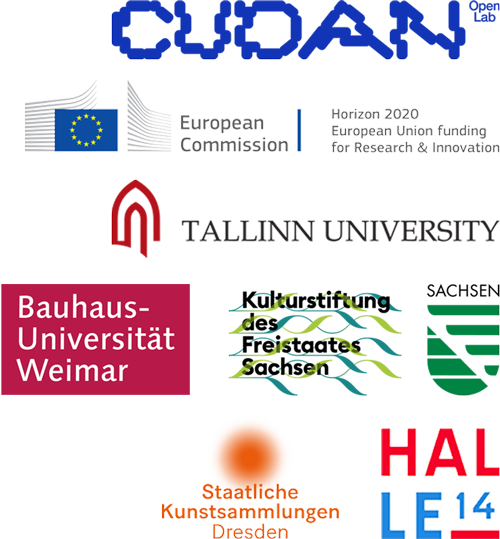 CUDAN
Open
Lab
European
Commission
Horizon 2020
European Union funding
for Research & Innovation
TALLINN UNIVERSITY
Bauhaus-
Universität
Weimar
Kulturstiftung
des
Freistaates
Sachsen
SACHSEN
Staatliche
Kunstsammlungen
Dresden
HAL
LE14